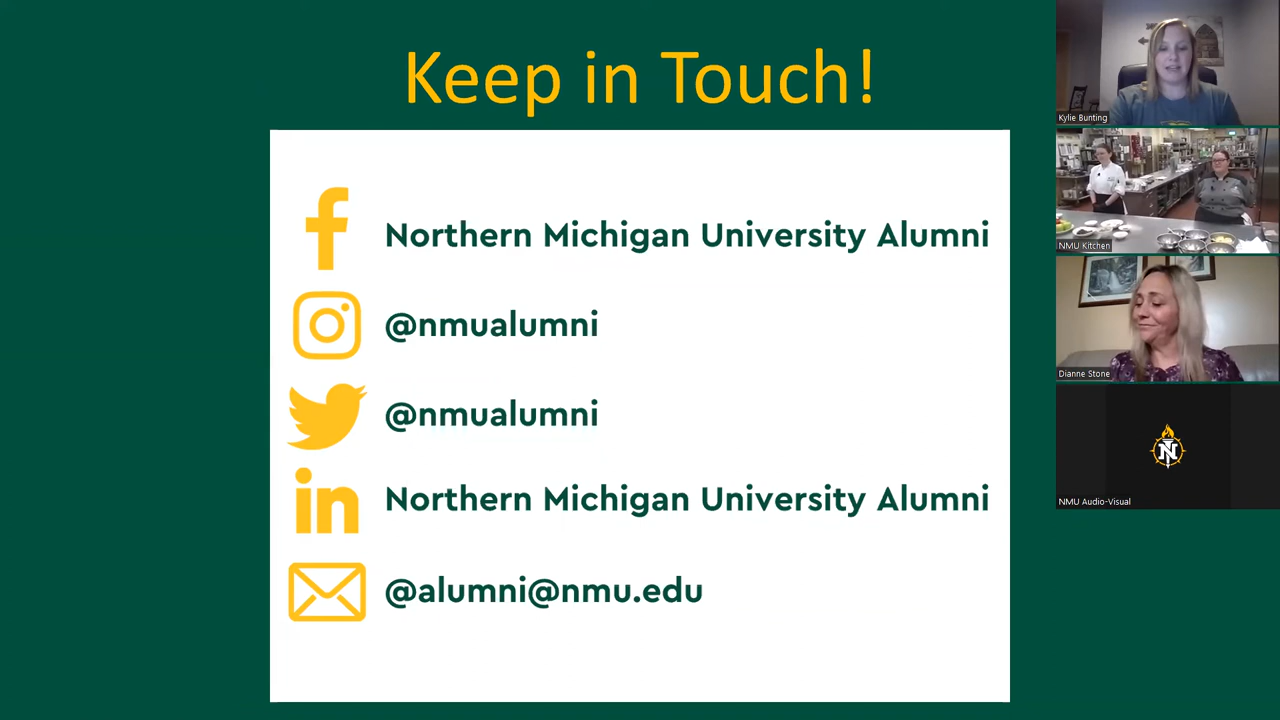 Keep in Touch!
Northern Michigan University Alumni
@nmualumni
@nmualumni
Northern Michigan University Alumni
@alumni@nmu.edu
Kylie Bunting
NMU Kitchen
Dianne Stone
N
NMU Audio-Visual